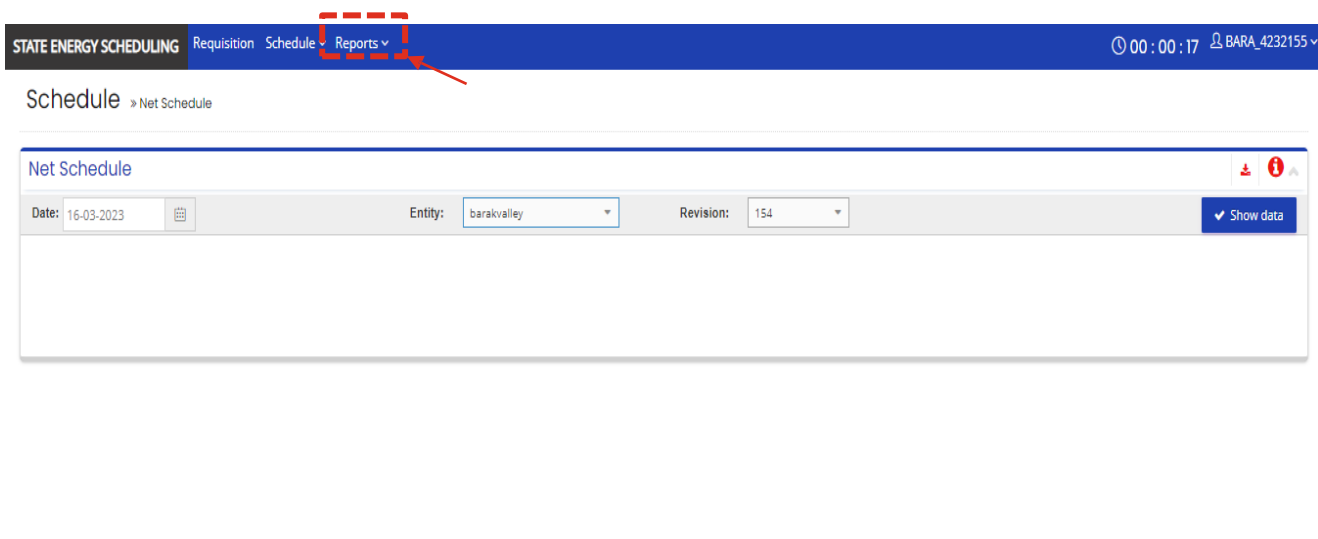 STATE ENERGY SCHEDULING Requisition Schedule Reports 00 : 00 : 17 BARA_4232155
Schedule » Net Schedule
Net Schedule
Date: 16-03-2023 Entity: barakvalley Revision: 154 Show data